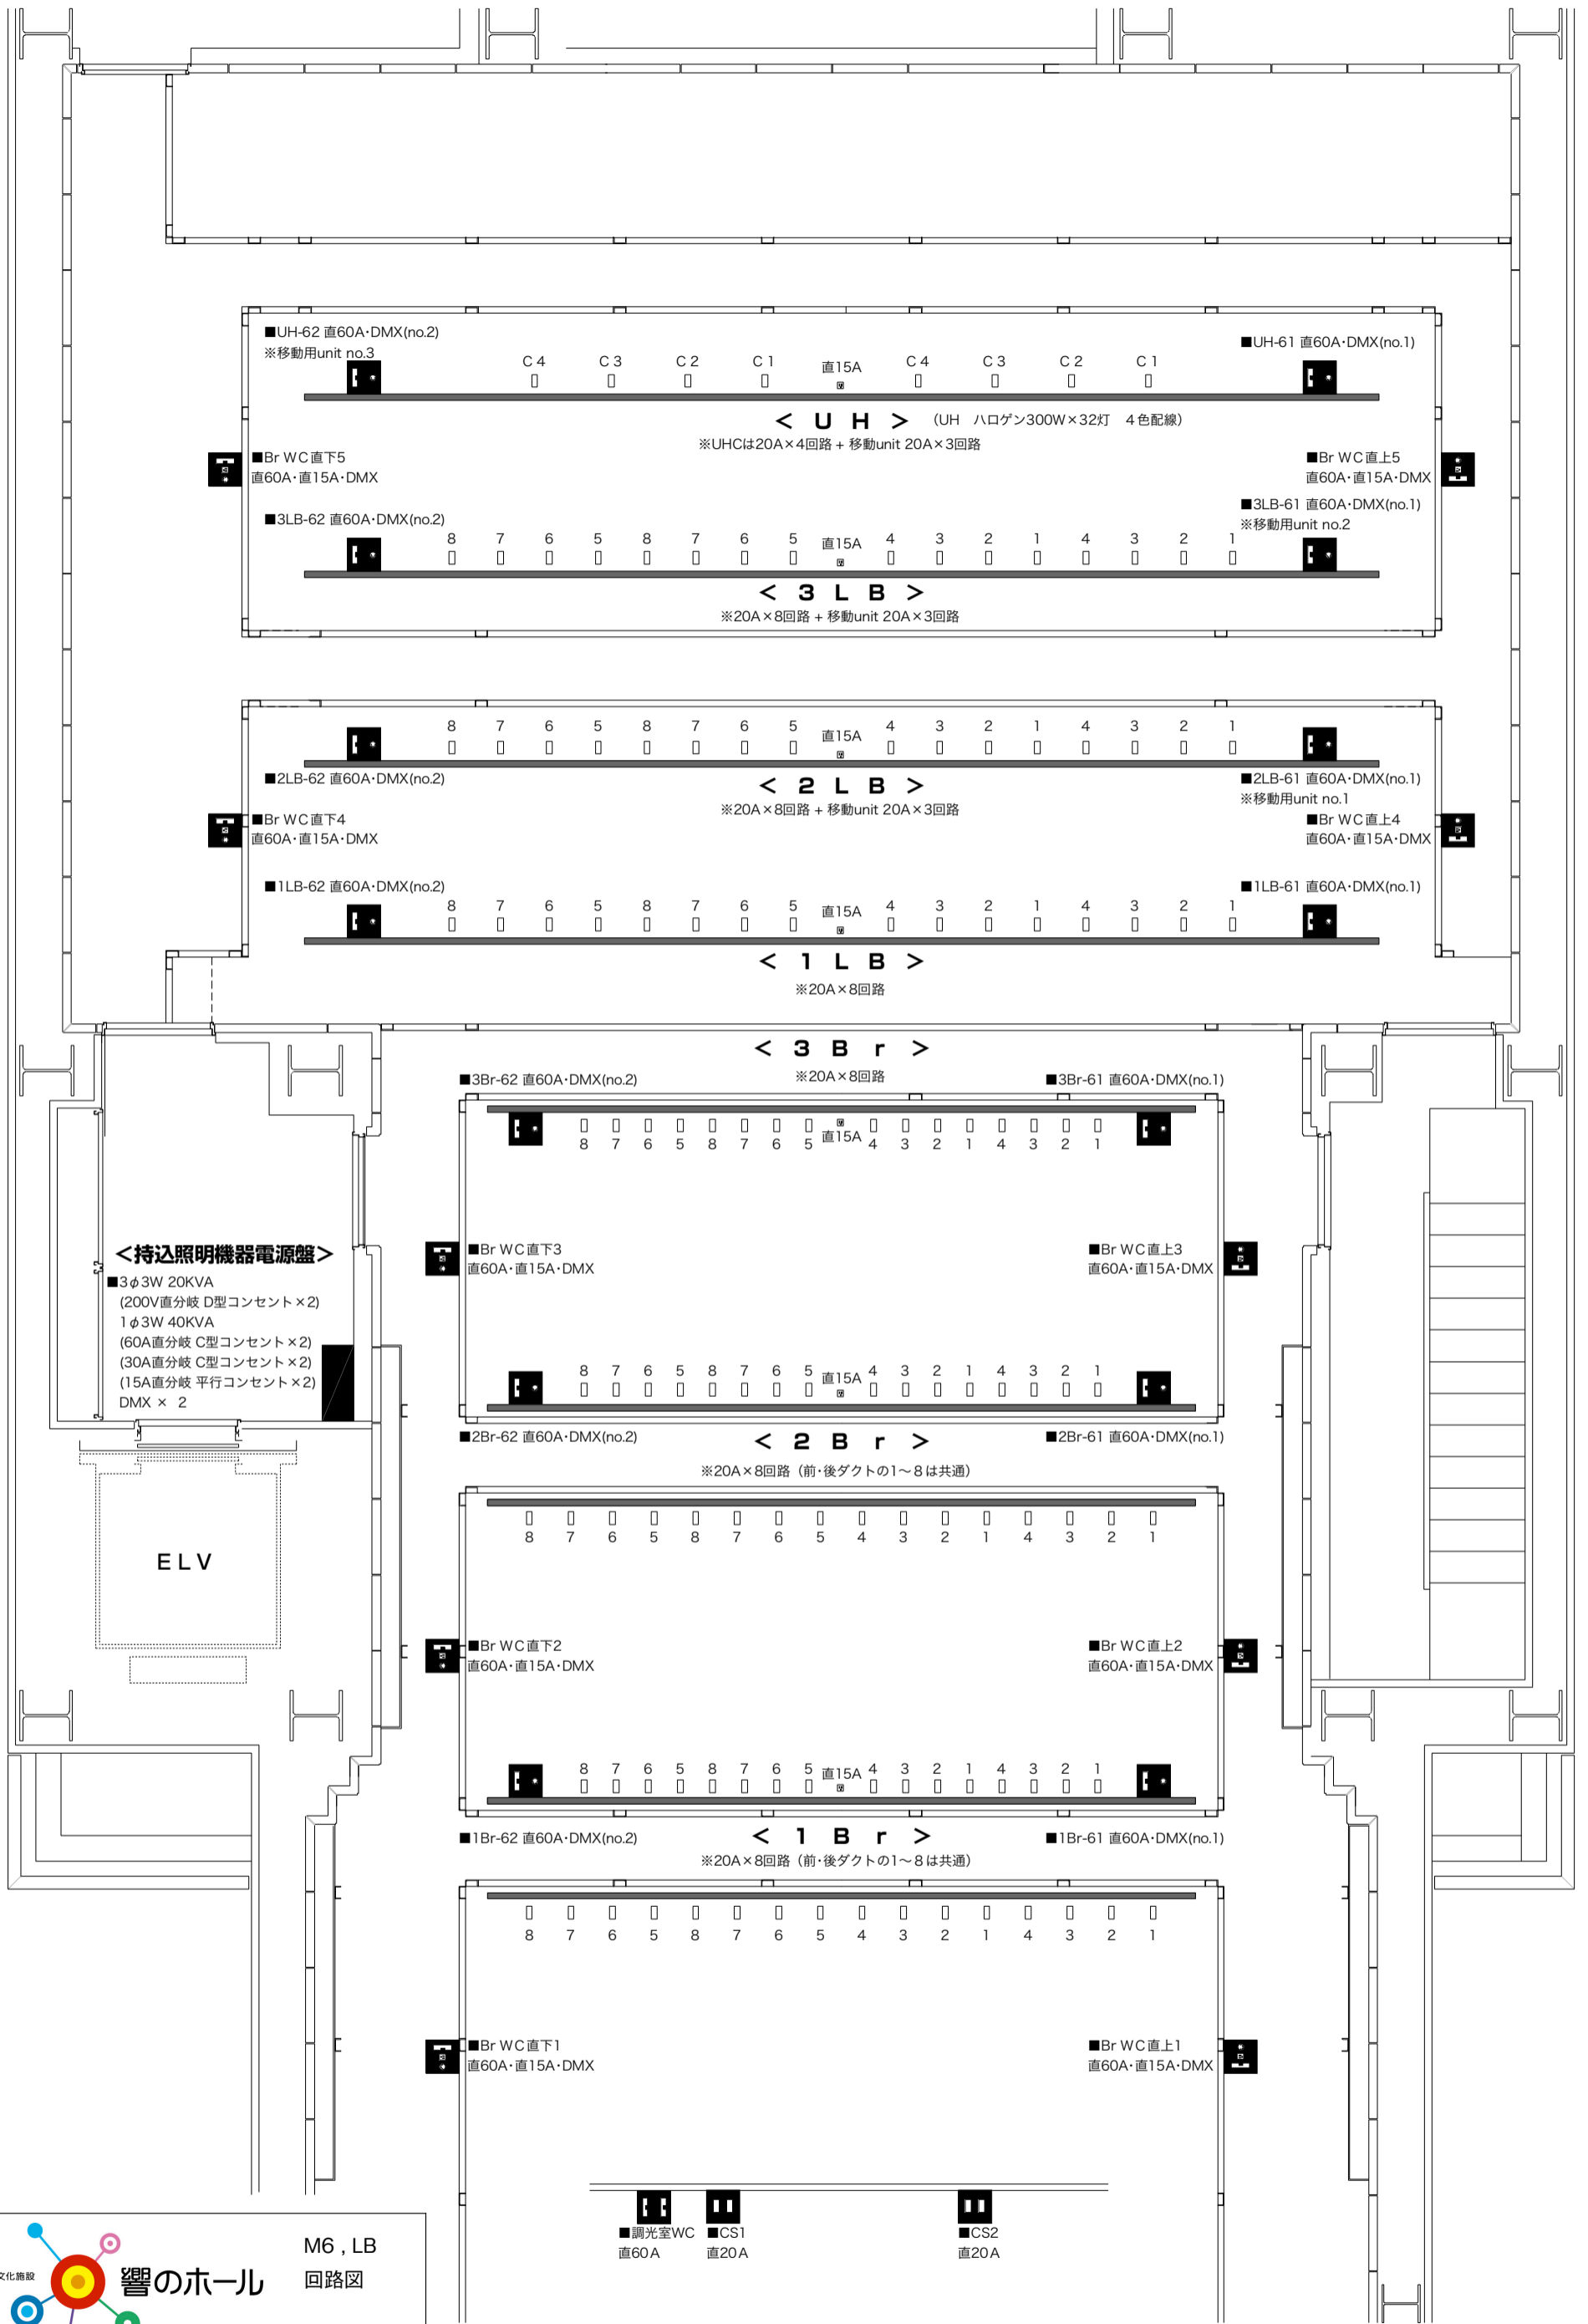 ■UH-62 直60A・DMX(no.2)
※移動用unit no.3
■UH-61 直60A・DMX(no.1)
C 4 C 3 C 2 C 1 直15A C 4 C 3 C 2 C 1
< U H > （UH ハロゲン300W×32灯 4色配線）
※UHCは20A×4回路 + 移動unit 20A×3回路
■Br WC直下5
直60A・直15A・DMX
■Br WC直上5
直60A・直15A・DMX
■3LB-62 直60A・DMX(no.2)
■3LB-61 直60A・DMX(no.1)
※移動用unit no.2
8 7 6 5 8 7 6 5 直15A 4 3 2 1 4 3 2 1
< 3 L B >
※20A×8回路 + 移動unit 20A×3回路
8 7 6 5 8 7 6 5 直15A 4 3 2 1 4 3 2 1
■2LB-62 直60A・DMX(no.2)
< 2 L B >
※20A×8回路 + 移動unit 20A×3回路
■2LB-61 直60A・DMX(no.1)
※移動用unit no.1
■Br WC直下4
直60A・直15A・DMX
■Br WC直上4
直60A・直15A・DMX
■1LB-62 直60A・DMX(no.2)
■1LB-61 直60A・DMX(no.1)
8 7 6 5 8 7 6 5 直15A 4 3 2 1 4 3 2 1
< 1 L B >
※20A×8回路
< 3 B r >
※20A×8回路
■3Br-62 直60A・DMX(no.2)
■3Br-61 直60A・DMX(no.1)
8 7 6 5 8 7 6 5 直15A 4 3 2 1 4 3 2 1
■Br WC直下3
直60A・直15A・DMX
■Br WC直上3
直60A・直15A・DMX
＜持込照明機器電源盤＞
■3φ3W 20KVA
(200V直分岐 D型コンセント×2)
1φ3W 40KVA
(60A直分岐 C型コンセント×2)
(30A直分岐 C型コンセント×2)
(15A直分岐 平行コンセント×2)
DMX × 2
8 7 6 5 8 7 6 5 直15A 4 3 2 1 4 3 2 1
■2Br-62 直60A・DMX(no.2)
< 2 B r >
■2Br-61 直60A・DMX(no.1)
※20A×8回路（前・後ダクトの1～8は共通）
8 7 6 5 8 7 6 5 4 3 2 1 4 3 2 1
ELV
■Br WC直下2
直60A・直15A・DMX
■Br WC直上2
直60A・直15A・DMX
8 7 6 5 8 7 6 5 直15A 4 3 2 1 4 3 2 1
■1Br-62 直60A・DMX(no.2)
< 1 B r >
■1Br-61 直60A・DMX(no.1)
※20A×8回路（前・後ダクトの1～8は共通）
8 7 6 5 8 7 6 5 4 3 2 1 4 3 2 1
■Br WC直下1
直60A・直15A・DMX
■Br WC直上1
直60A・直15A・DMX
■調光室WC ■CS1 ■CS2
直60A 直20A 直20A
文化施設
響のホール
M6 , LB
回路図